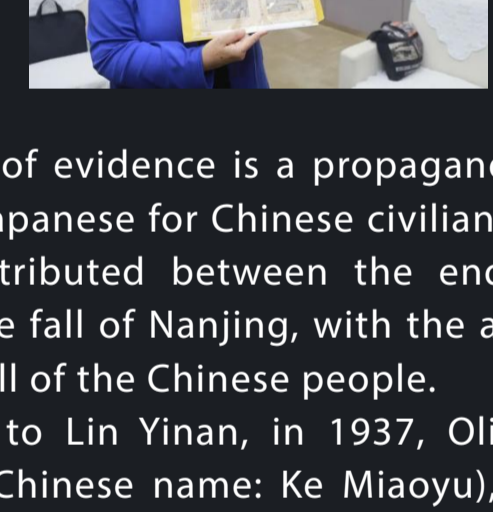 of evidence is a propagan
panese for Chinese civilian
tributed between the en
e fall of Nanjing, with the a
ll of the Chinese people.
to Lin Yinan, in 1937, Oli
Chinese name: Ke Miaoyu),